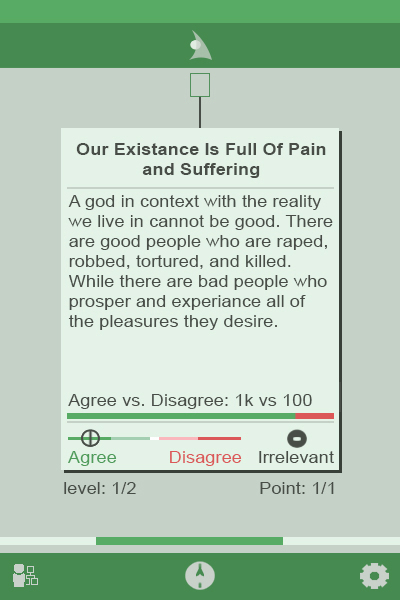 Our Existance Is Full Of Pain
and Suffering
A god in context with the reality
we live in cannot be good. There
are good people who are raped,
robbed, tortured, and killed.
While there are bad people who
prosper and experiance all of
the pleasures they desire.
Agree vs. Disagree: 1k vs 100
Agree Disagree Irrelevant
level: 1/2 Point: 1/1